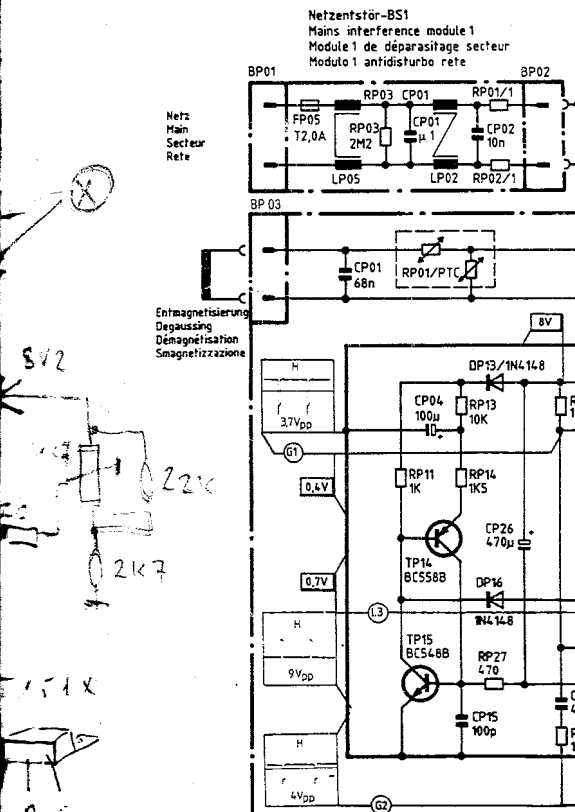 Netzentstör-BS1
Mains interference module 1
Module 1 de déparasitage secteur
Modulo 1 antidisturbo rete
BP01
BP02
RP03 CP01
RP01/1
Netz
Main
Secteur
Rete
FP05
T2,0A
RP03
2M2
CP01
µ1
CP02
10n
LP05
LP02
RP02/1
X
BP 03
CP01
68n
RP01/PTC
Entmagnetisierung
Degaussing
Démagnétisation
Smagnetizzazione
8V
8V2
H
3,7Vpp
DP13/1N4148
CP04
100µ
+
RP13
10K
G1
0,4V
RP11
1K
RP14
1K5
22K
CP26
470µ
+
TP14
BC558B
2K7
0,7V
DP16
1N4148
L3
H
9Vpp
TP15
BC548B
RP27
470
CP15
100p
H
4Vpp
G2